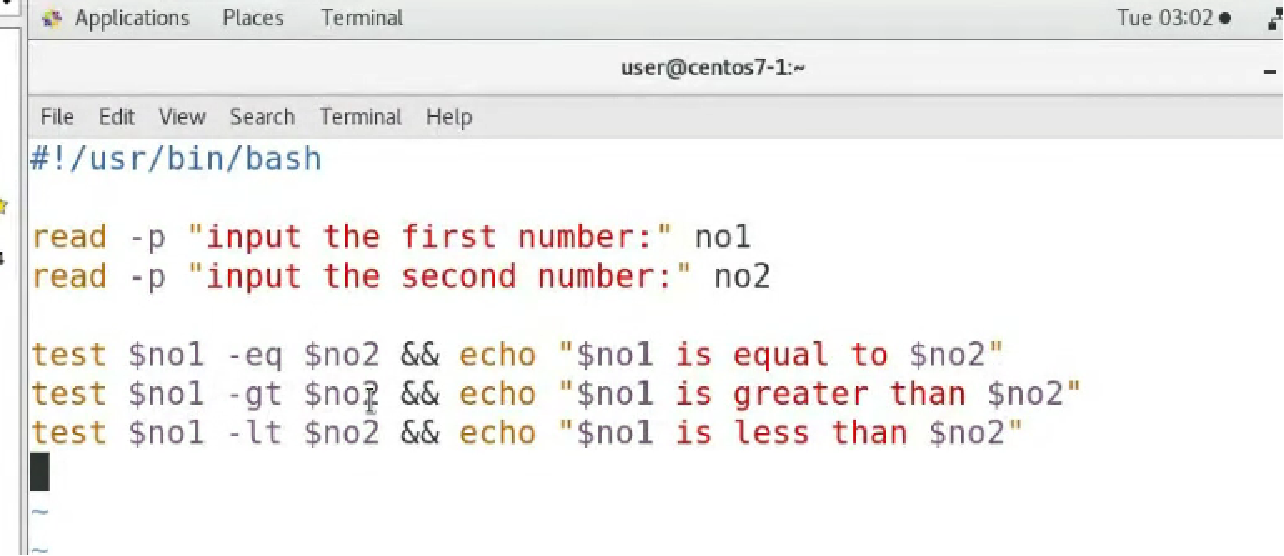 Applications Places Terminal Tue 03:02
user@centos7-1:~
File Edit View Search Terminal Help
#!/usr/bin/bash
read -p "input the first number:" no1
read -p "input the second number:" no2
test $no1 -eq $no2 && echo "$no1 is equal to $no2"
test $no1 -gt $no2 && echo "$no1 is greater than $no2"
test $no1 -lt $no2 && echo "$no1 is less than $no2"
~
~